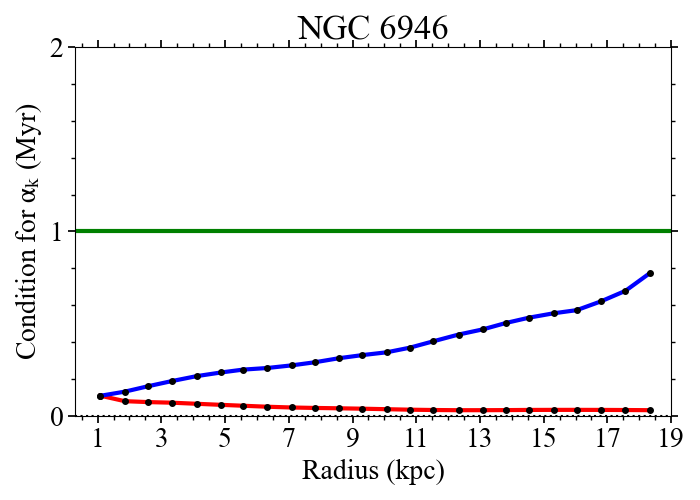 NGC 6946
2
1
0
Condition for αk (Myr)
1 3 5 7 9 11 13 15 17 19
Radius (kpc)